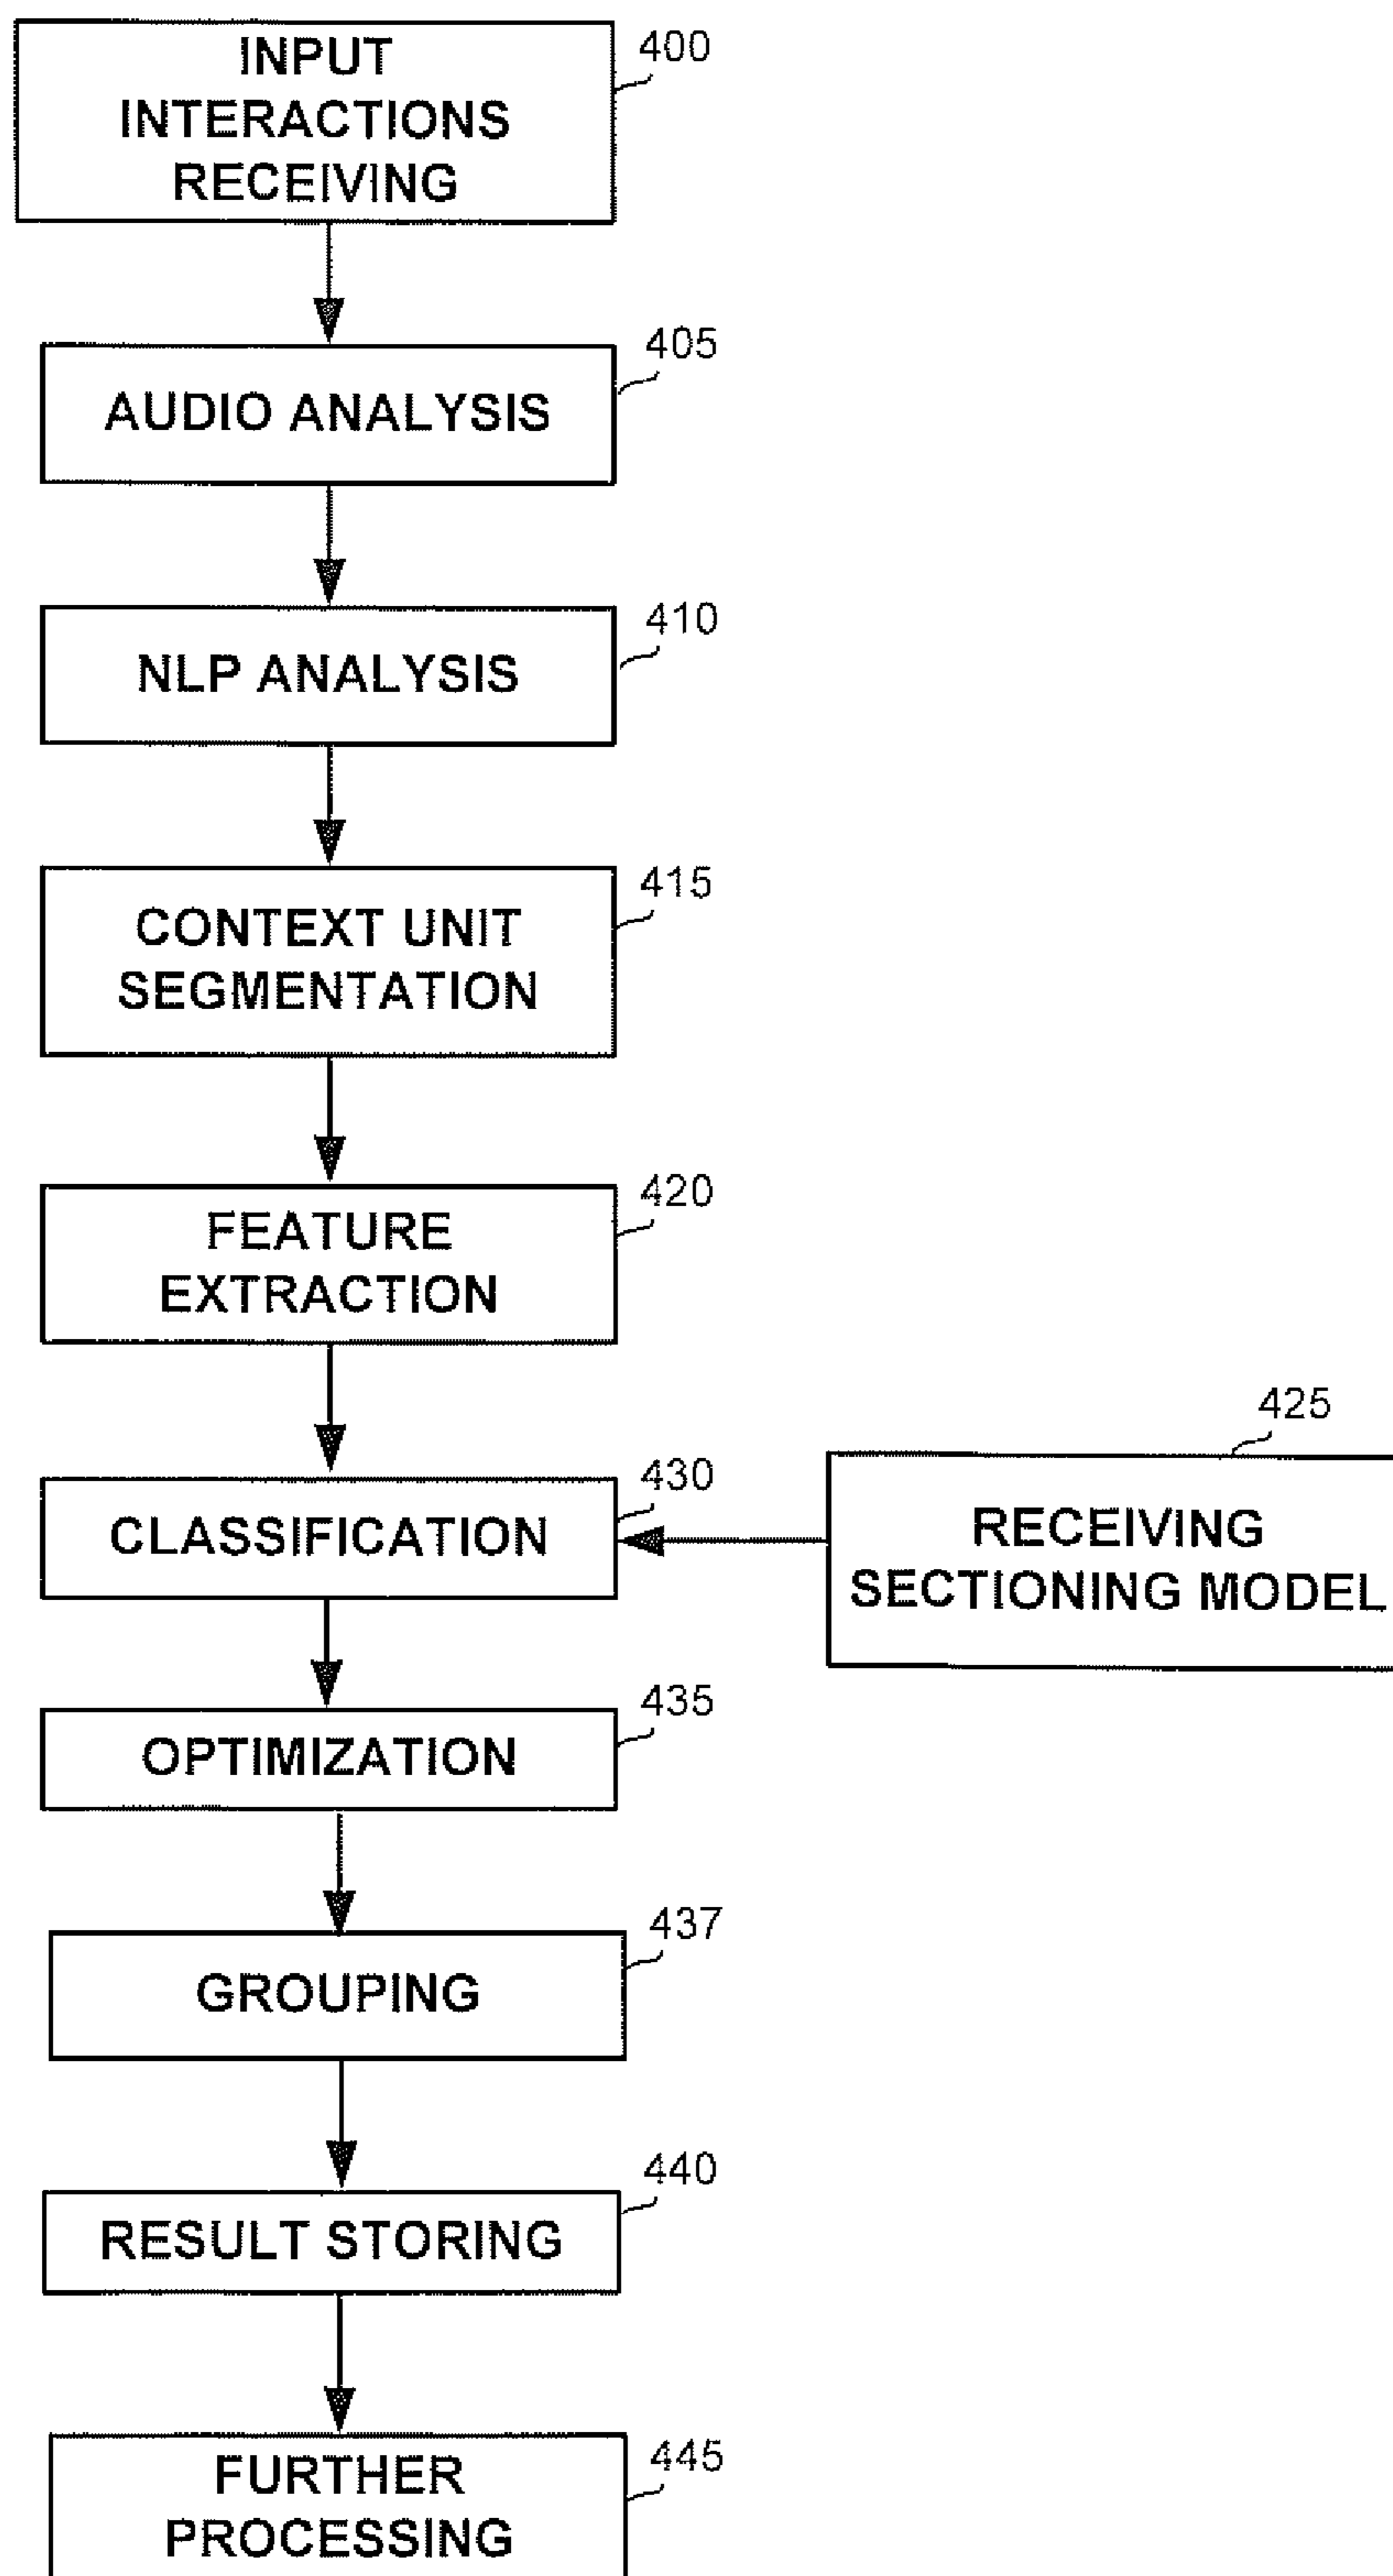 400
INPUT
INTERACTIONS
RECEIVING
405
AUDIO ANALYSIS
410
NLP ANALYSIS
415
CONTEXT UNIT
SEGMENTATION
420
FEATURE
EXTRACTION
425
RECEIVING
SECTIONING MODEL
430
CLASSIFICATION
435
OPTIMIZATION
437
GROUPING
440
RESULT STORING
445
FURTHER
PROCESSING